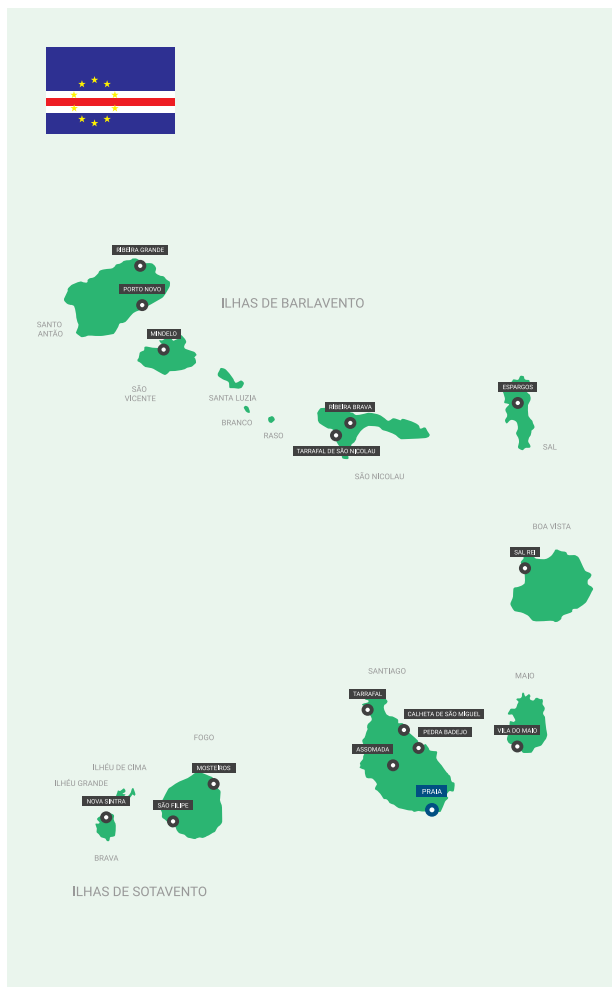 RIBEIRA GRANDE
PORTO NOVO
ILHAS DE BARLAVENTO
SANTO
ANTÃO
MINDELO
SÃO
VICENTE
SANTA LUZIA
BRANCO
RASO
RIBEIRA BRAVA
TARRAFAL DE SÃO NICOLAU
SÃO NICOLAU
ESPARGOS
SAL
BOA VISTA
SAL REI
SANTIAGO
MAIO
TARRAFAL
CALHETA DE SÃO MIGUEL
PEDRA BADEJO
VILA DO MAIO
ASSOMADA
PRAIA
FOGO
MOSTEIROS
ILHÉU DE CIMA
ILHÉU GRANDE
NOVA SINTRA
SÃO FILIPE
BRAVA
ILHAS DE SOTAVENTO